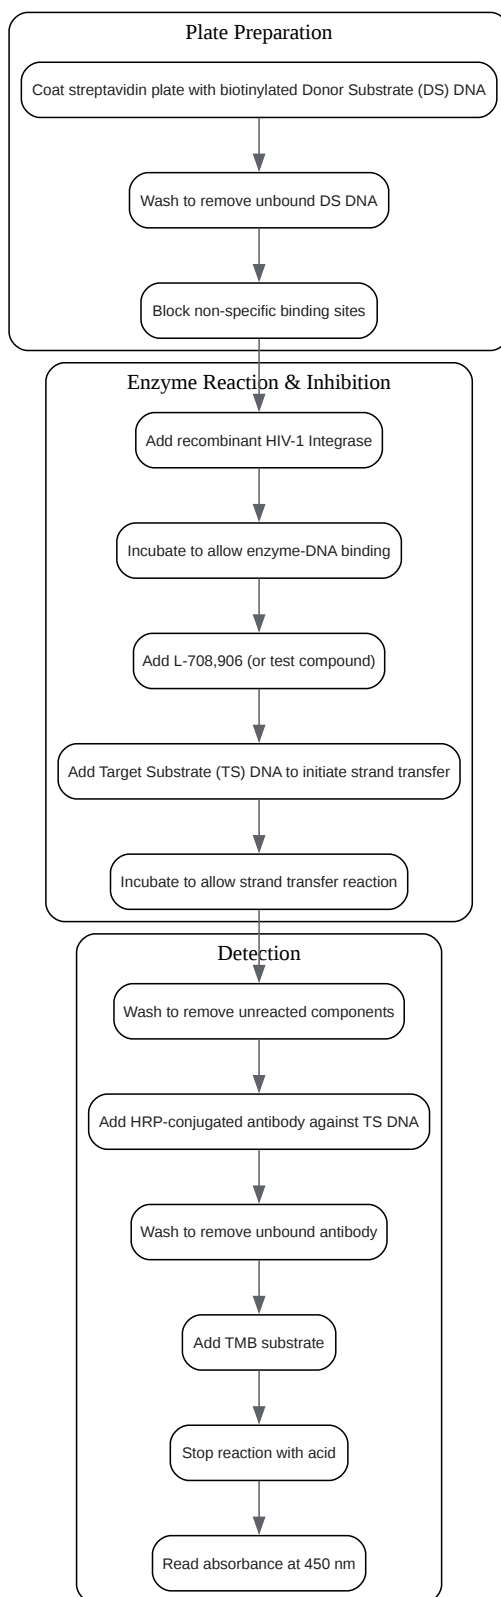 Plate Preparation
Coat streptavidin plate with biotinylated Donor Substrate (DS) DNA
Wash to remove unbound DS DNA
Block non-specific binding sites
Enzyme Reaction & Inhibition
Add recombinant HIV-1 Integrase
Incubate to allow enzyme-DNA binding
Add L-708,906 (or test compound)
Add Target Substrate (TS) DNA to initiate strand transfer
Incubate to allow strand transfer reaction
Detection
Wash to remove unreacted components
Add HRP-conjugated antibody against TS DNA
Wash to remove unbound antibody
Add TMB substrate
Stop reaction with acid
Read absorbance at 450 nm